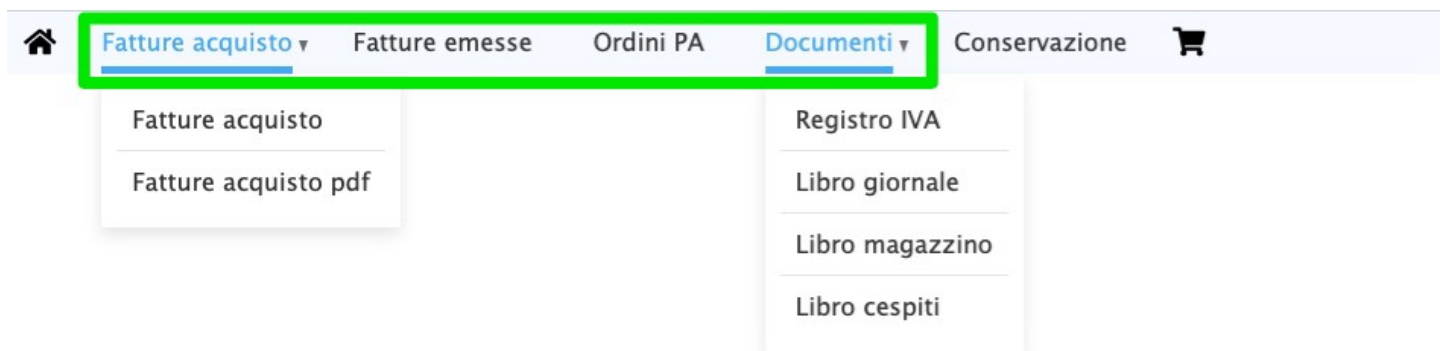 Fatture acquisto ▾ Fatture emesse Ordini PA Documenti ▾ Conservazione
Fatture acquisto
Fatture acquisto pdf
Registro IVA
Libro giornale
Libro magazzino
Libro cespiti